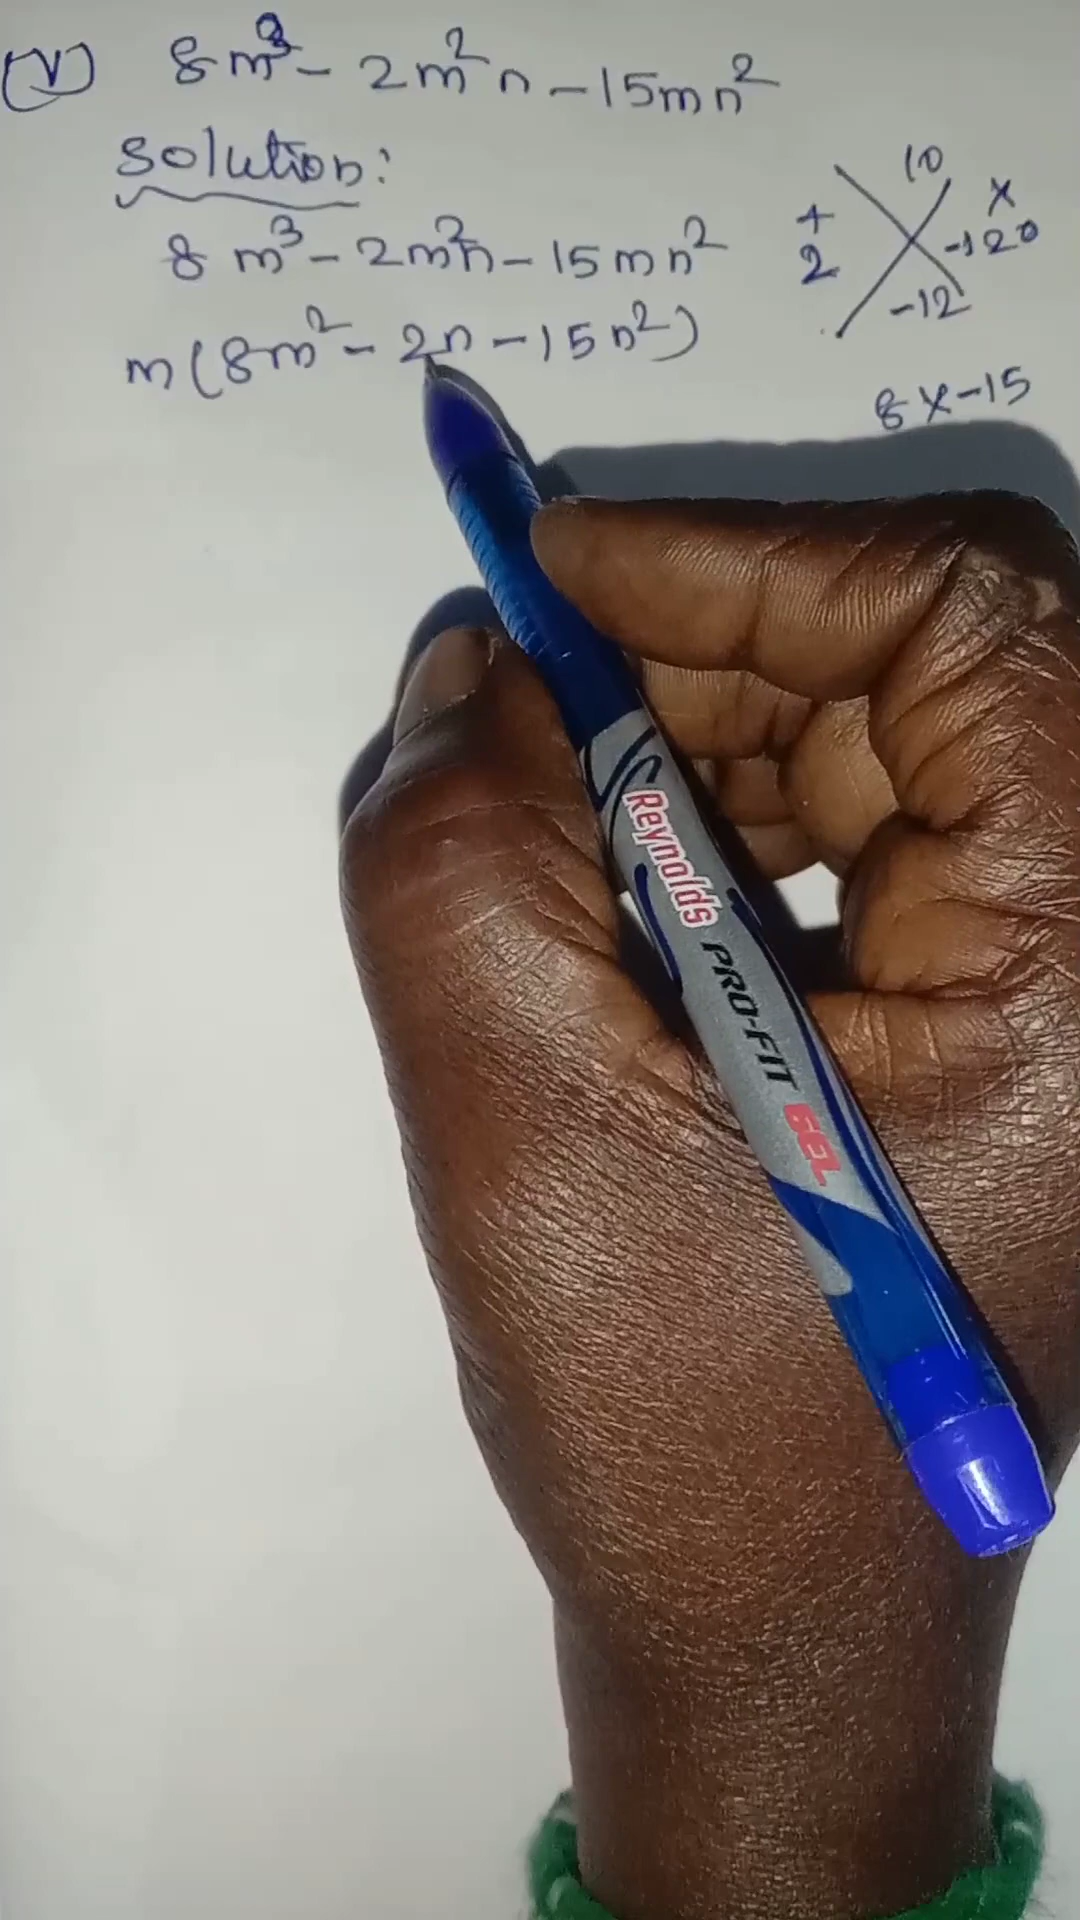 (V) 8m³ - 2m²n - 15mn²
Solution:
8m³ - 2m²n - 15mn²
m(8m² - 2n - 15n²)
10
+ x
2 -120
-12
8x-15
Reynolds PRO-FIT GEL